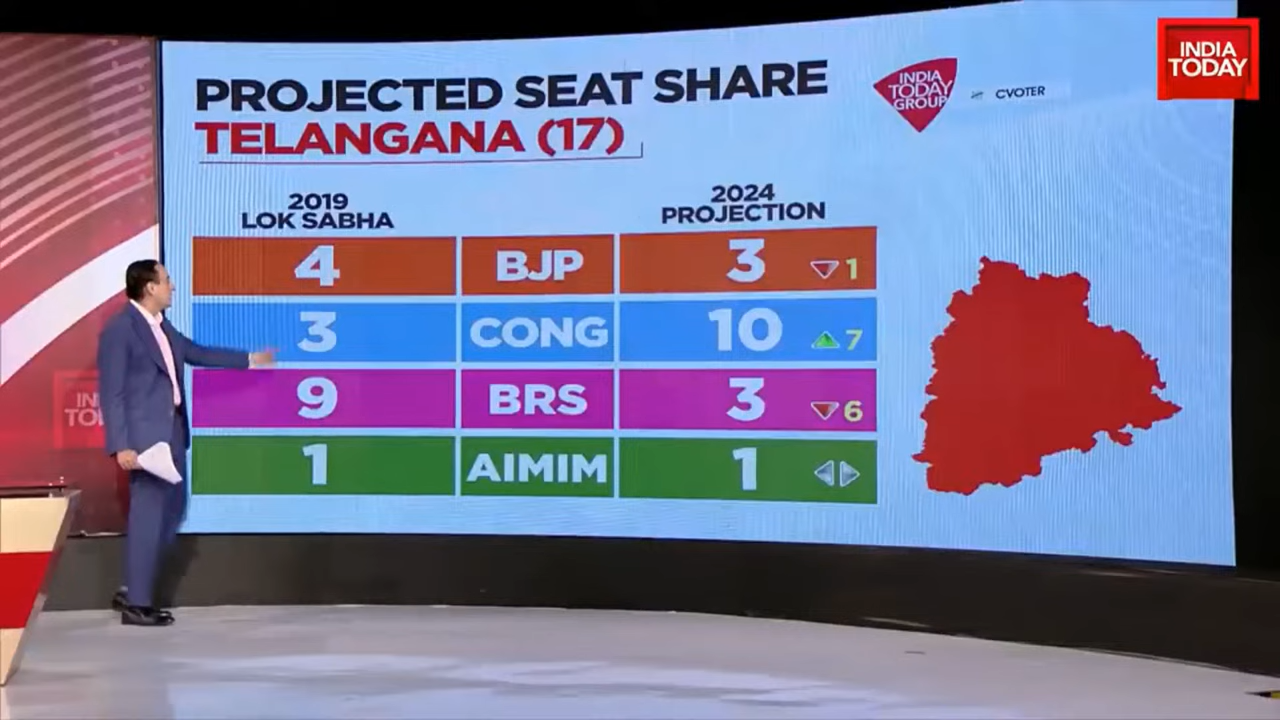 PROJECTED SEAT SHARE
TELANGANA (17)
INDIA
TODAY
GROUP
CVOTER
INDIA
TODAY
2019
LOK SABHA
2024
PROJECTION
4 BJP 3 1
3 CONG 10 7
9 BRS 3 6
1 AIMIM 1